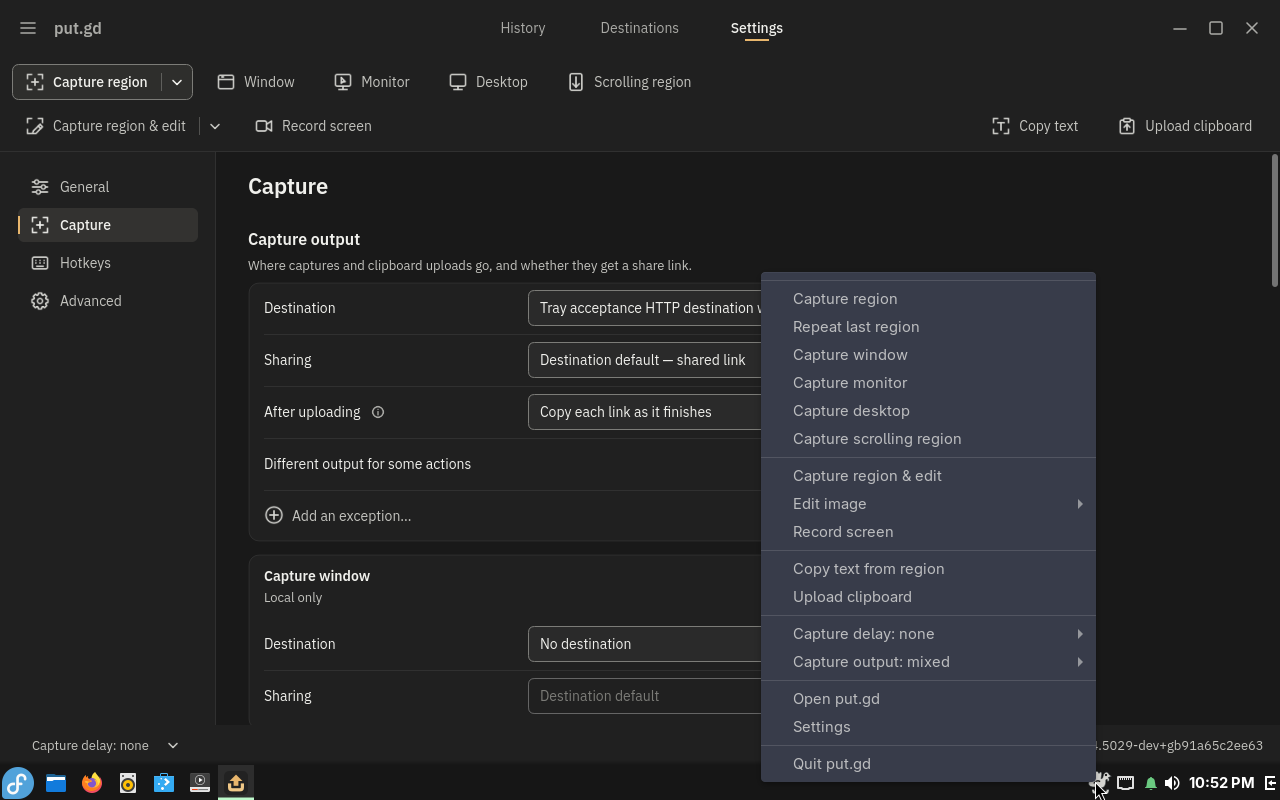 put.gd
History
Destinations
Settings
Capture region
Window
Monitor
Desktop
Scrolling region
Capture region & edit
Record screen
Copy text
Upload clipboard
General
Capture
Hotkeys
Advanced
Capture
Capture output
Where captures and clipboard uploads go, and whether they get a share link.
Destination
Tray acceptance HTTP destination
Sharing
Destination default — shared link
After uploading
Copy each link as it finishes
Different output for some actions
Add an exception...
Capture window
Local only
Destination
No destination
Sharing
Destination default
Capture region
Repeat last region
Capture window
Capture monitor
Capture desktop
Capture scrolling region
Capture region & edit
Edit image
Record screen
Copy text from region
Upload clipboard
Capture delay: none
Capture output: mixed
Open put.gd
Settings
Quit put.gd
Capture delay: none
.5029-dev+gb91a65c2ee63
10:52 PM